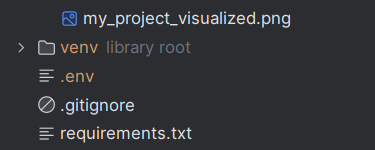 my_project_visualized.png
venv library root
.env
.gitignore
requirements.txt